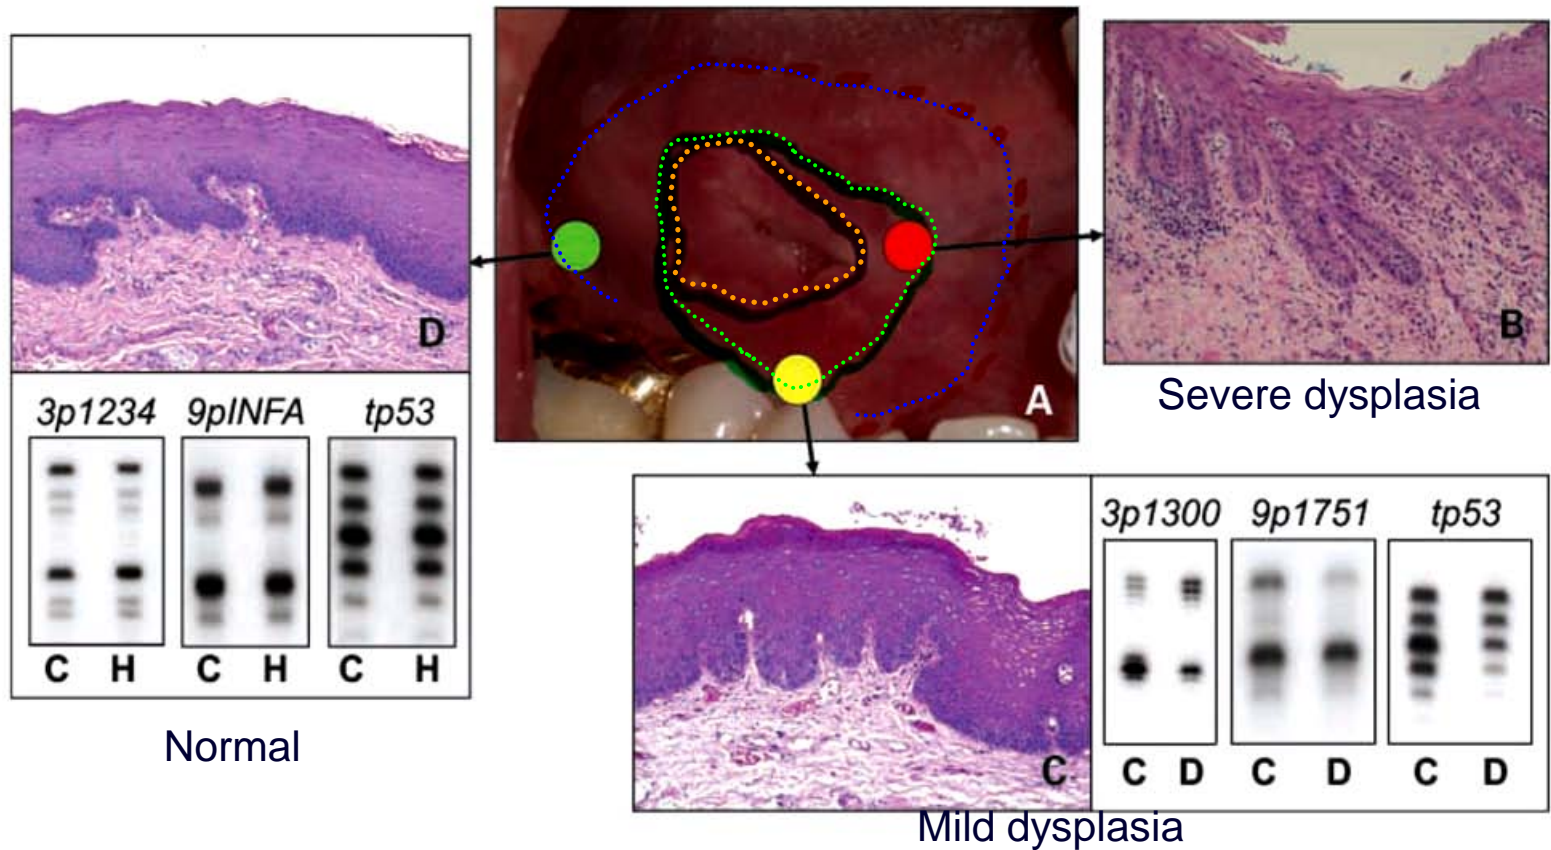 D
3p1234 9pINFA tp53
C H C H C H
Normal
A
B
Severe dysplasia
C
3p1300 9p1751 tp53
C D C D C D
Mild dysplasia